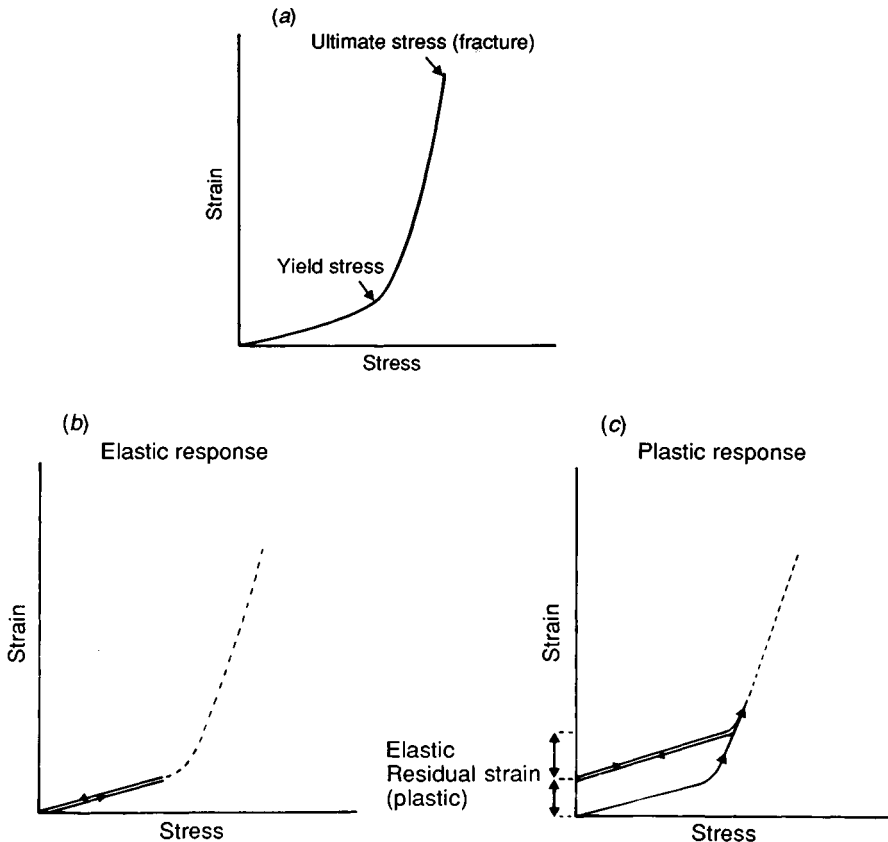 (a)
Ultimate stress (fracture)
Strain
Yield stress
Stress
(b)
Elastic response
Strain
Stress
(c)
Plastic response
Strain
Elastic
Residual strain
(plastic)
Stress